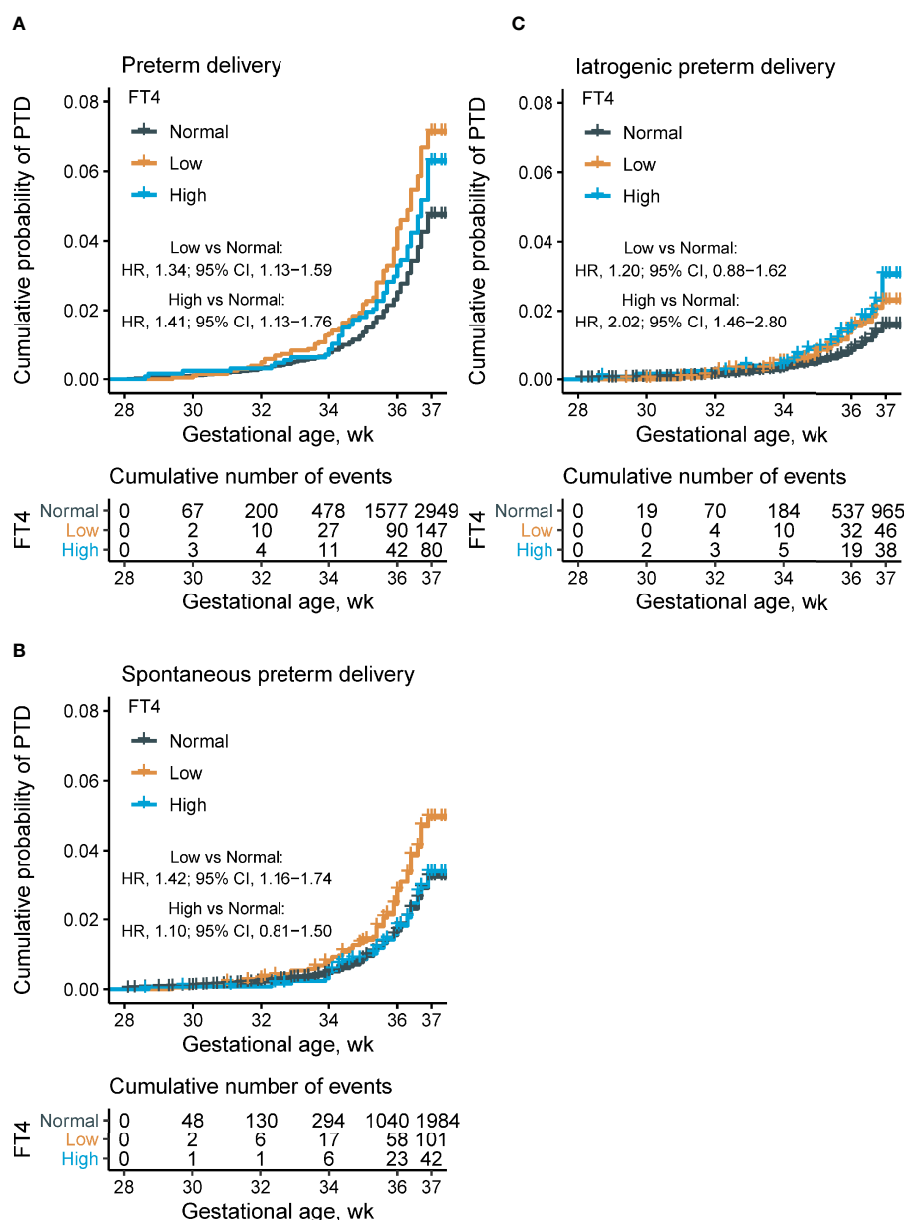 A
Preterm delivery
Cumulative probability of PTD
0.08
0.06
0.04
0.02
0.00
FT4
Normal
Low
High
Low vs Normal:
HR, 1.34; 95% CI, 1.13–1.59
High vs Normal:
HR, 1.41; 95% CI, 1.13–1.76
28 30 32 34 36 37
Gestational age, wk
Cumulative number of events
FT4
Normal 0 67 200 478 1577 2949
Low 0 2 10 27 90 147
High 0 3 4 11 42 80
28 30 32 34 36 37
Gestational age, wk
C
Iatrogenic preterm delivery
Cumulative probability of PTD
0.08
0.06
0.04
0.02
0.00
FT4
Normal
Low
High
Low vs Normal:
HR, 1.20; 95% CI, 0.88–1.62
High vs Normal:
HR, 2.02; 95% CI, 1.46–2.80
28 30 32 34 36 37
Gestational age, wk
Cumulative number of events
FT4
Normal 0 19 70 184 537 965
Low 0 0 4 10 32 46
High 0 2 3 5 19 38
28 30 32 34 36 37
Gestational age, wk
B
Spontaneous preterm delivery
Cumulative probability of PTD
0.08
0.06
0.04
0.02
0.00
FT4
Normal
Low
High
Low vs Normal:
HR, 1.42; 95% CI, 1.16–1.74
High vs Normal:
HR, 1.10; 95% CI, 0.81–1.50
28 30 32 34 36 37
Gestational age, wk
Cumulative number of events
FT4
Normal 0 48 130 294 1040 1984
Low 0 2 6 17 58 101
High 0 1 1 6 23 42
28 30 32 34 36 37
Gestational age, wk